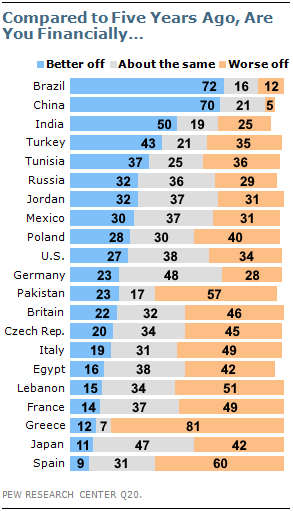 Compared to Five Years Ago, Are
You Financially...
Better off About the same Worse off
Brazil 72 16 12
China 70 21 5
India 50 19 25
Turkey 43 21 35
Tunisia 37 25 36
Russia 32 36 29
Jordan 32 37 31
Mexico 30 37 31
Poland 28 30 40
U.S. 27 38 34
Germany 23 48 28
Pakistan 23 17 57
Britain 22 32 46
Czech Rep. 20 34 45
Italy 19 31 49
Egypt 16 38 42
Lebanon 15 34 51
France 14 37 49
Greece 12 7 81
Japan 11 47 42
Spain 9 31 60
PEW RESEARCH CENTER Q20.